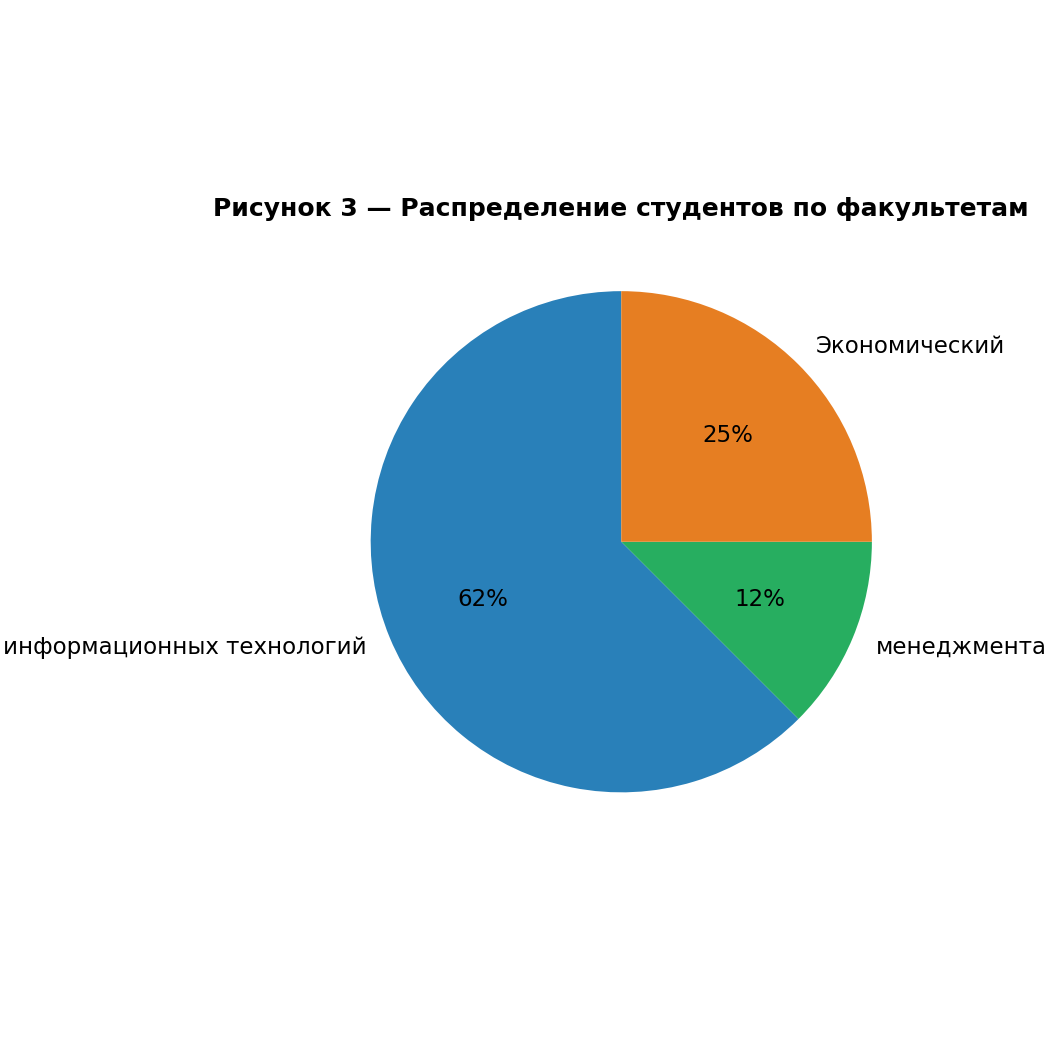 Рисунок 3 — Распределение студентов по факультетам
Экономический
25%
62%
12%
информационных технологий
менеджмента